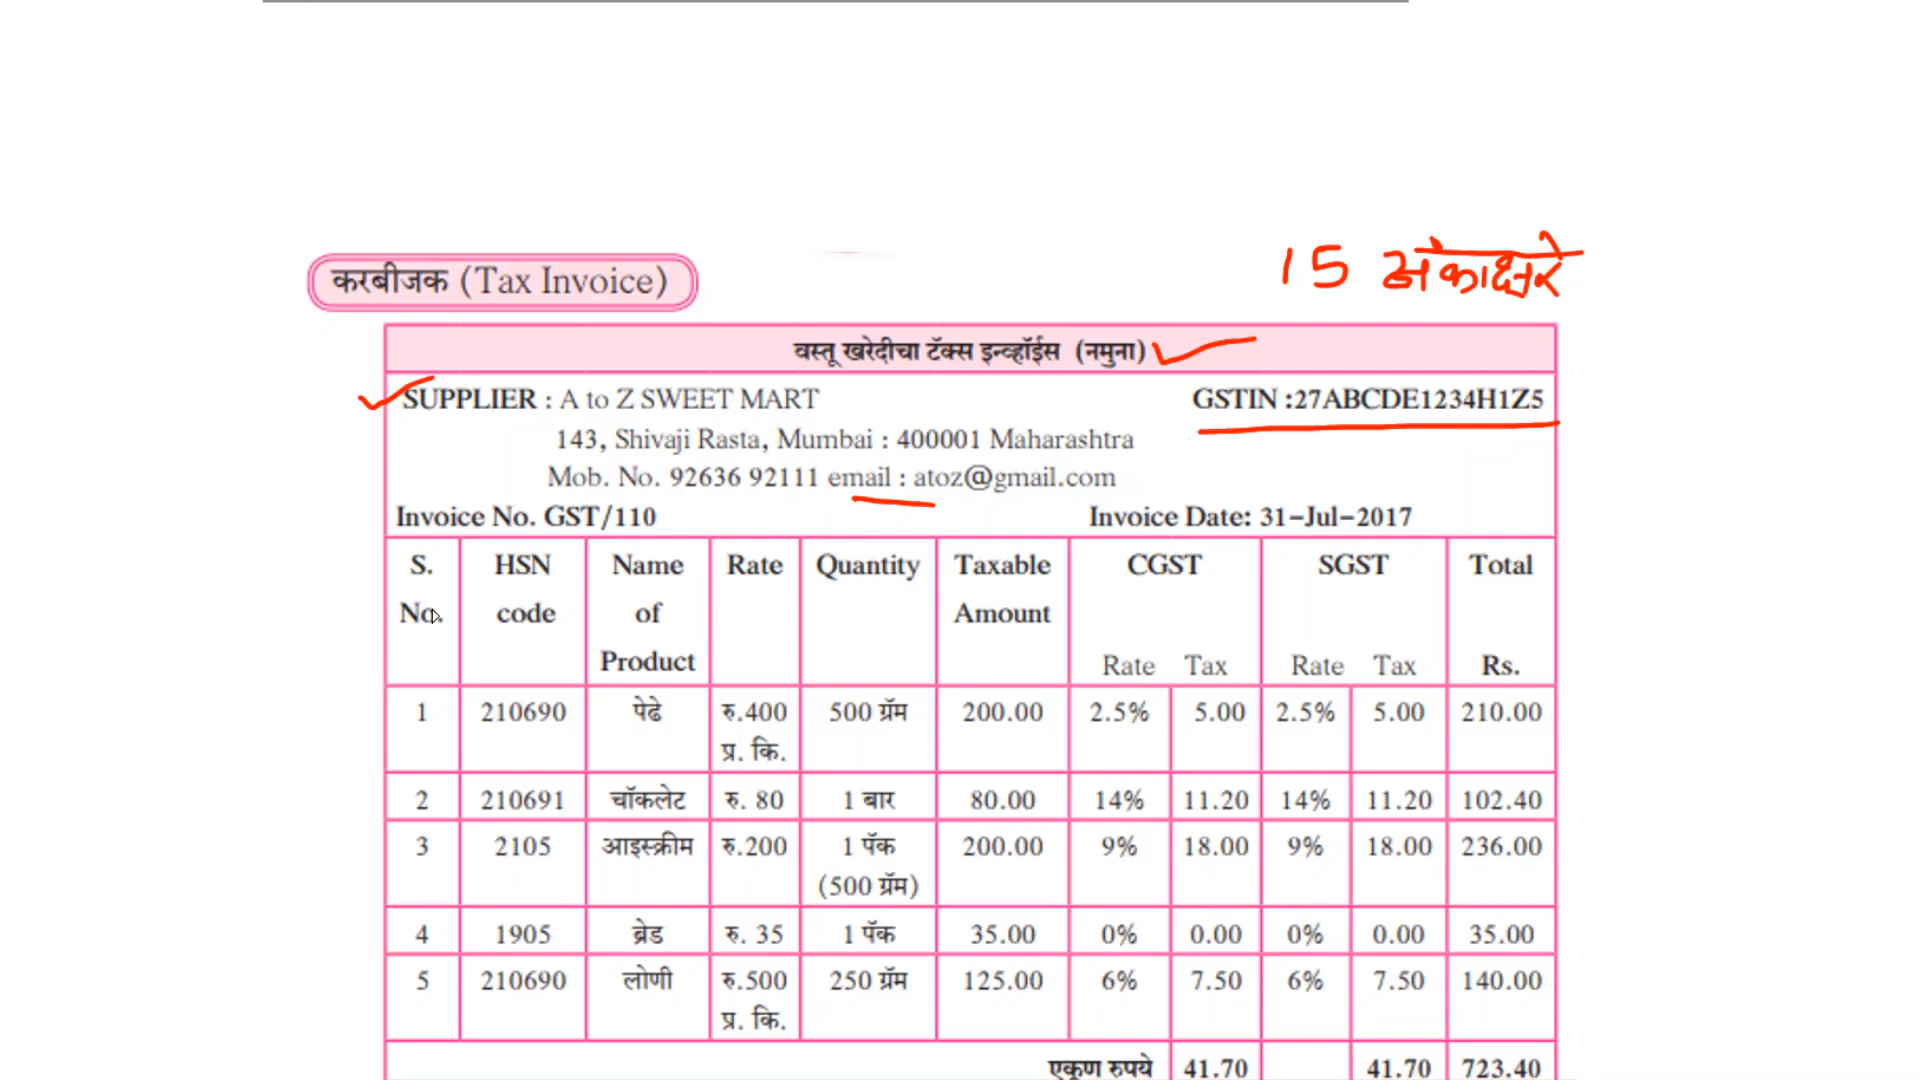 15 अंकाक्षरे
करबीजक (Tax Invoice)
वस्तू खरेदीचा टॅक्स इन्व्हॉईस (नमुना)
SUPPLIER : A to Z SWEET MART GSTIN :27ABCDE1234H1Z5
143, Shivaji Rasta, Mumbai : 400001 Maharashtra
Mob. No. 92636 92111 email : atoz@gmail.com
Invoice No. GST/110 Invoice Date: 31-Jul-2017
S. HSN Name Rate Quantity Taxable CGST SGST Total
No. code of Amount
Product Rate Tax Rate Tax Rs.
1 210690 पेढे रु.400 500 ग्रॅम 200.00 2.5% 5.00 2.5% 5.00 210.00
प्र. कि.
2 210691 चॉकलेट रु. 80 1 बार 80.00 14% 11.20 14% 11.20 102.40
3 2105 आइस्क्रीम रु.200 1 पॅक 200.00 9% 18.00 9% 18.00 236.00
(500 ग्रॅम)
4 1905 ब्रेड रु. 35 1 पॅक 35.00 0% 0.00 0% 0.00 35.00
5 210690 लोणी रु.500 250 ग्रॅम 125.00 6% 7.50 6% 7.50 140.00
प्र. कि.
एकूण रुपये 41.70 41.70 723.40